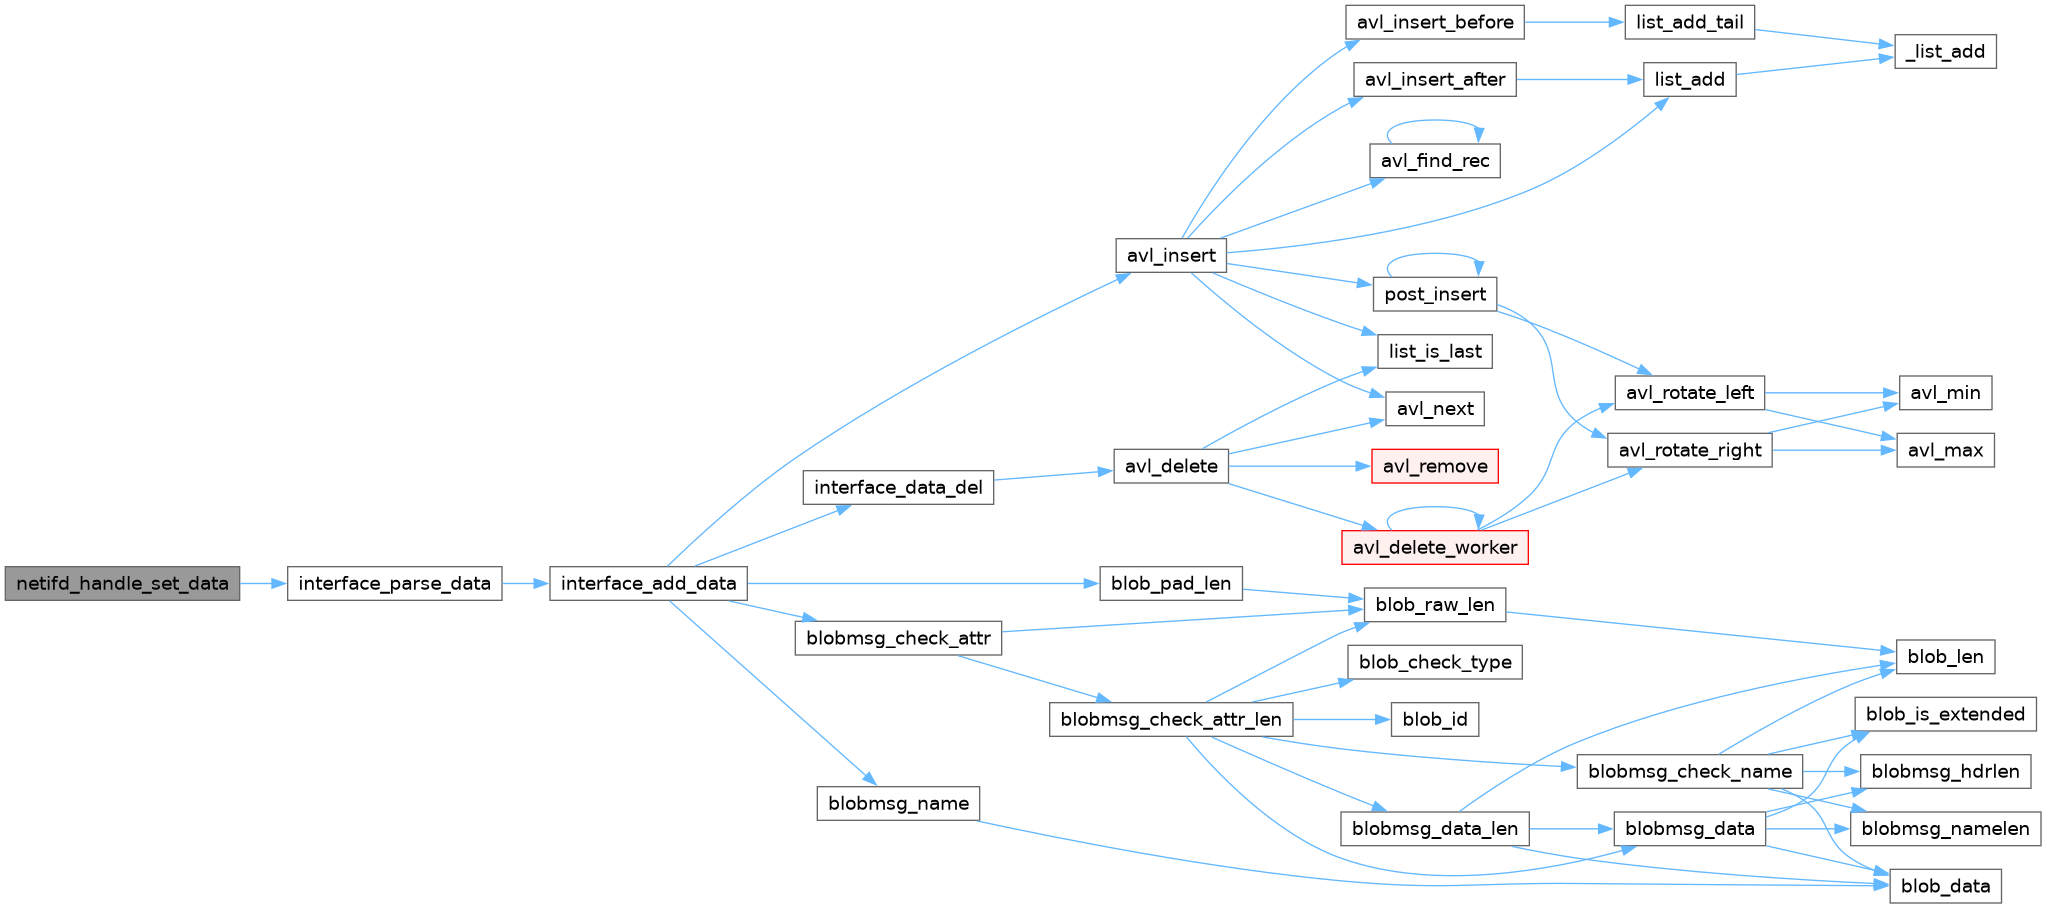 avl_insert_before
list_add_tail
_list_add
avl_insert_after
list_add
avl_find_rec
avl_insert
post_insert
list_is_last
avl_rotate_left
avl_min
avl_next
avl_rotate_right
avl_max
avl_delete
avl_remove
interface_data_del
avl_delete_worker
netifd_handle_set_data
interface_parse_data
interface_add_data
blob_pad_len
blob_raw_len
blobmsg_check_attr
blob_len
blob_check_type
blobmsg_check_attr_len
blob_id
blob_is_extended
blobmsg_check_name
blobmsg_hdrlen
blobmsg_name
blobmsg_data_len
blobmsg_data
blobmsg_namelen
blob_data